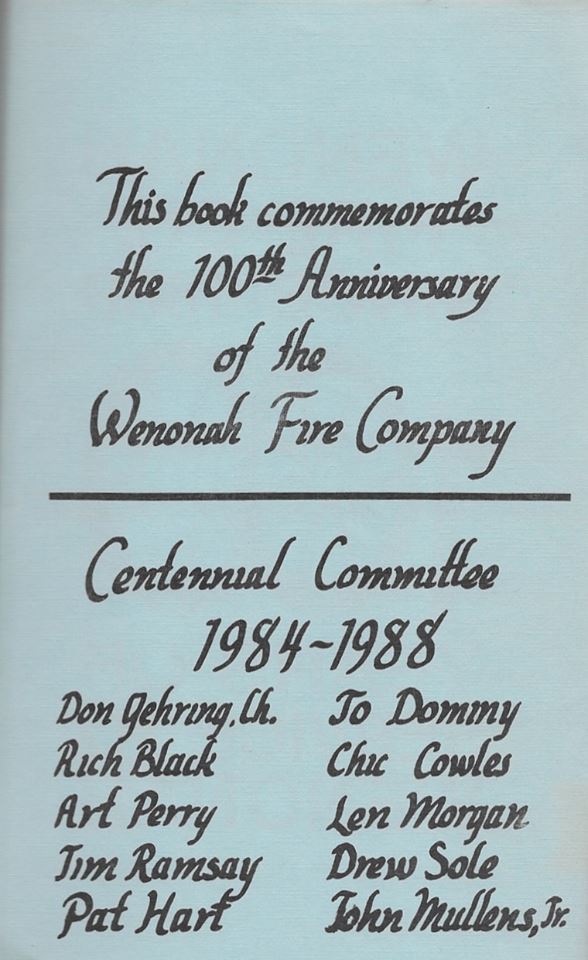 This book commemorates
the 100th Anniversary
of the
Wenonah Fire Company
Centennial Committee
1984-1988
Don Gehring, Ch.
Rich Black
Art Perry
Tim Ramsay
Pat Hart
Jo Dommy
Chic Cowles
Len Morgan
Drew Sole
John Mullens, Jr.